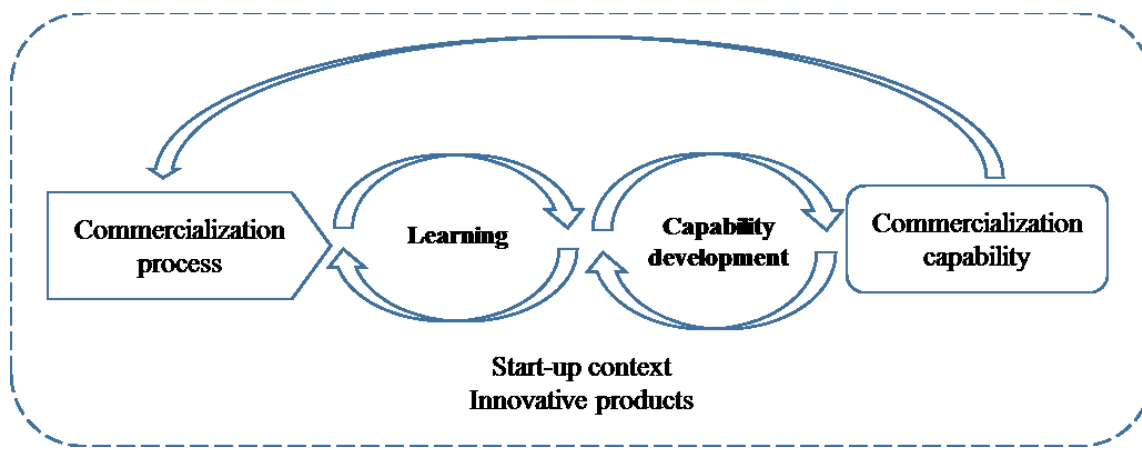 Commercialization
process
Learning
Capability
development
Commercialization
capability
Start-up context
Innovative products